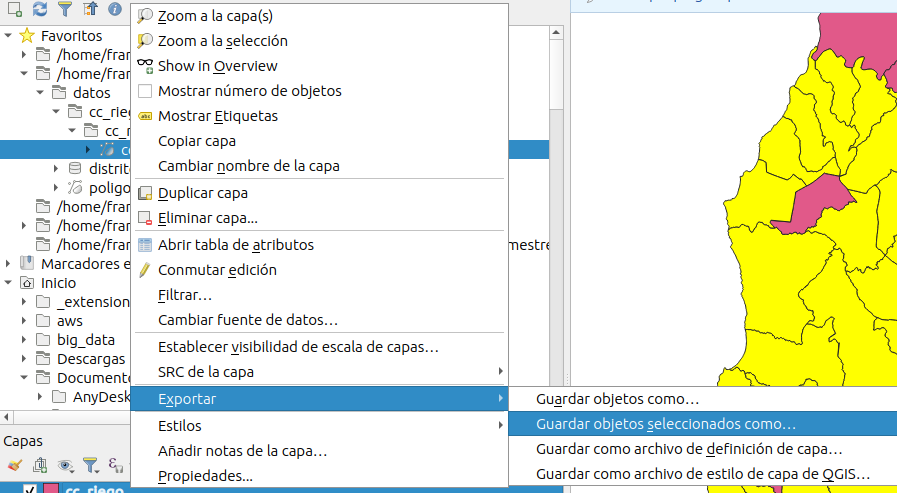 Favoritos
/home/fran
/home/fran
datos
cc_rieg
cc_r
distrit
polig
/home/fran
/home/fran
/home/fran
mestre
Marcadores e
Inicio
_extension
aws
big_data
Descargas
Documento
AnyDesk
Capas
cc_riego
Zoom a la capa(s)
Zoom a la selección
Show in Overview
Mostrar número de objetos
abc Mostrar Etiquetas
Copiar capa
Cambiar nombre de la capa
Duplicar capa
Eliminar capa...
Abrir tabla de atributos
Conmutar edición
Filtrar...
Cambiar fuente de datos...
Establecer visibilidad de escala de capas...
SRC de la capa
Exportar
Estilos
Añadir notas de la capa...
Propiedades...
Guardar objetos como...
Guardar objetos seleccionados como...
Guardar como archivo de definición de capa...
Guardar como archivo de estilo de capa de QGIS...